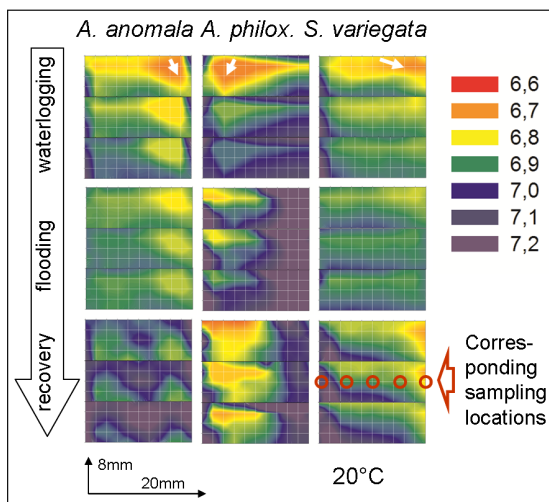 A. anomala A. philox. S. variegata
waterlogging
flooding
recovery
6,6
6,7
6,8
6,9
7,0
7,1
7,2
Corres-
ponding
sampling
locations
8mm
20mm
20°C